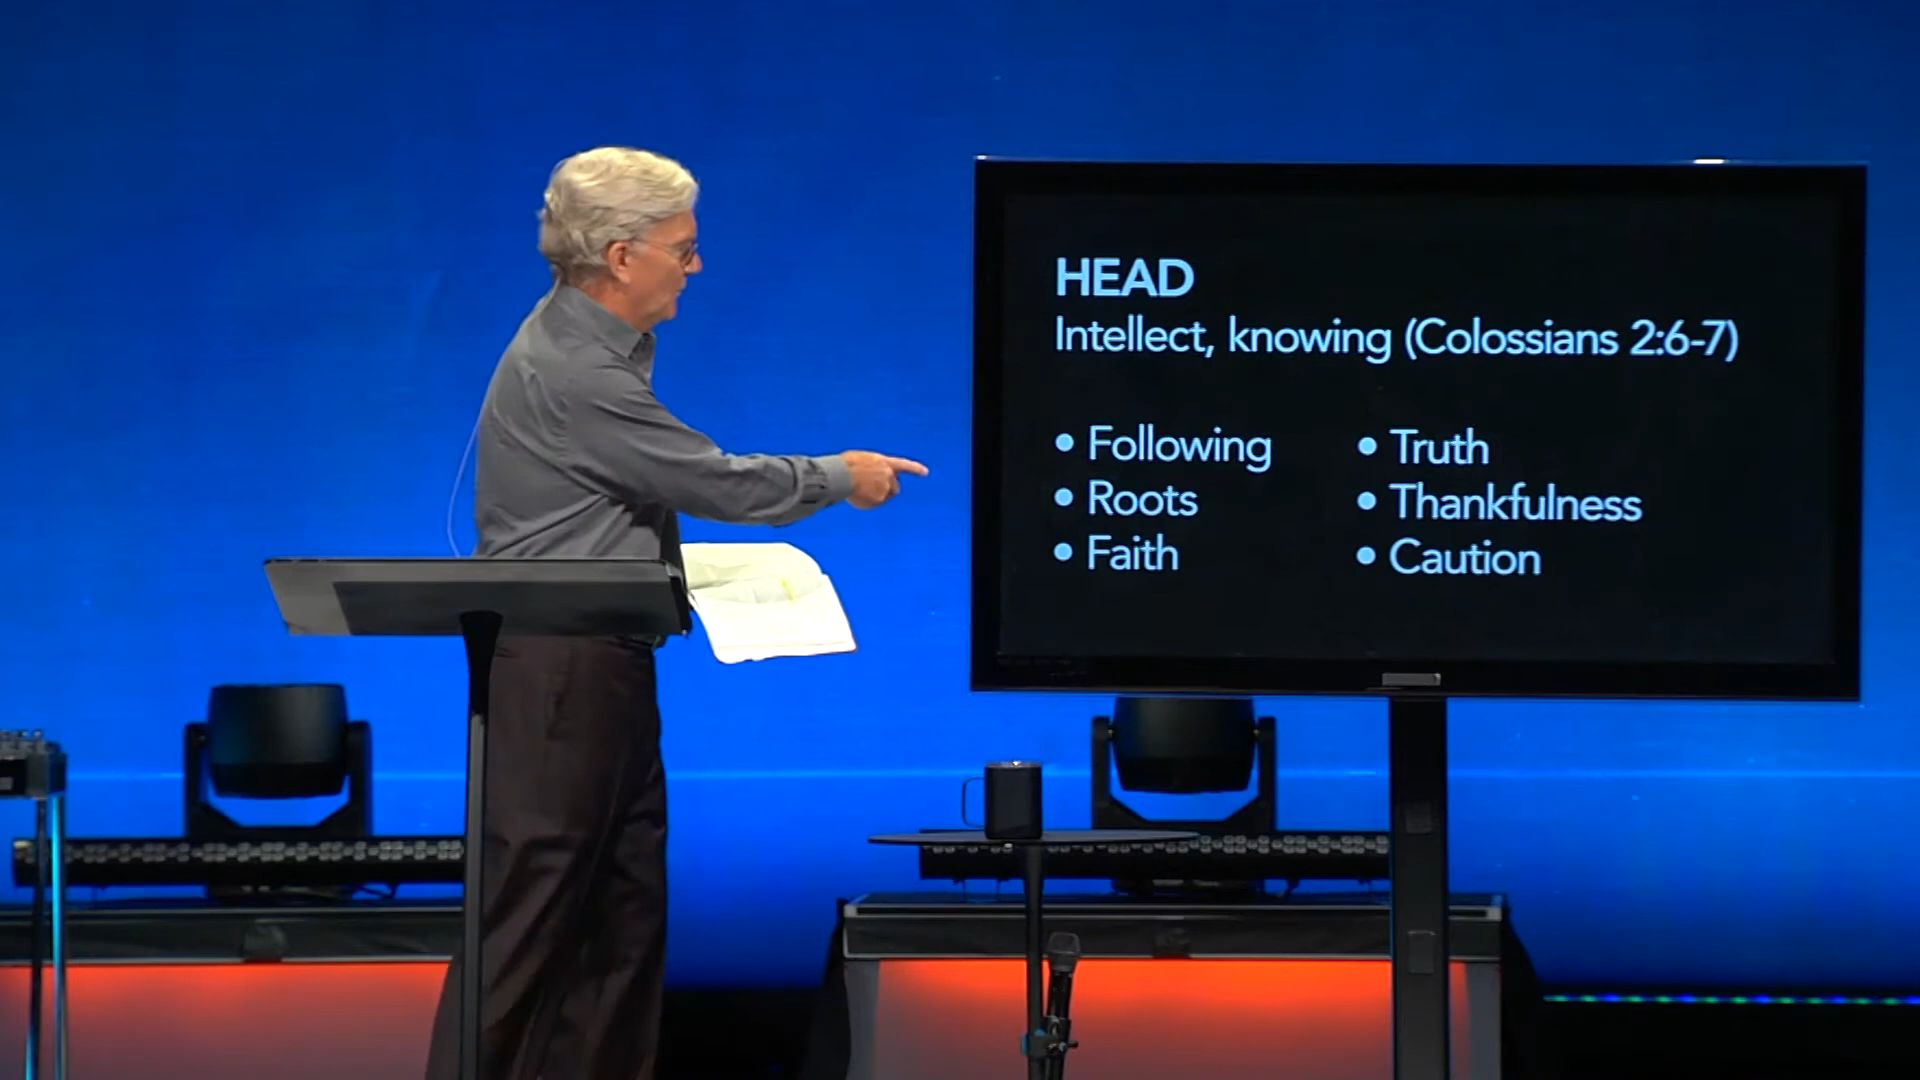 HEAD
Intellect, knowing (Colossians 2:6-7)
• Following
• Roots
• Faith
• Truth
• Thankfulness
• Caution